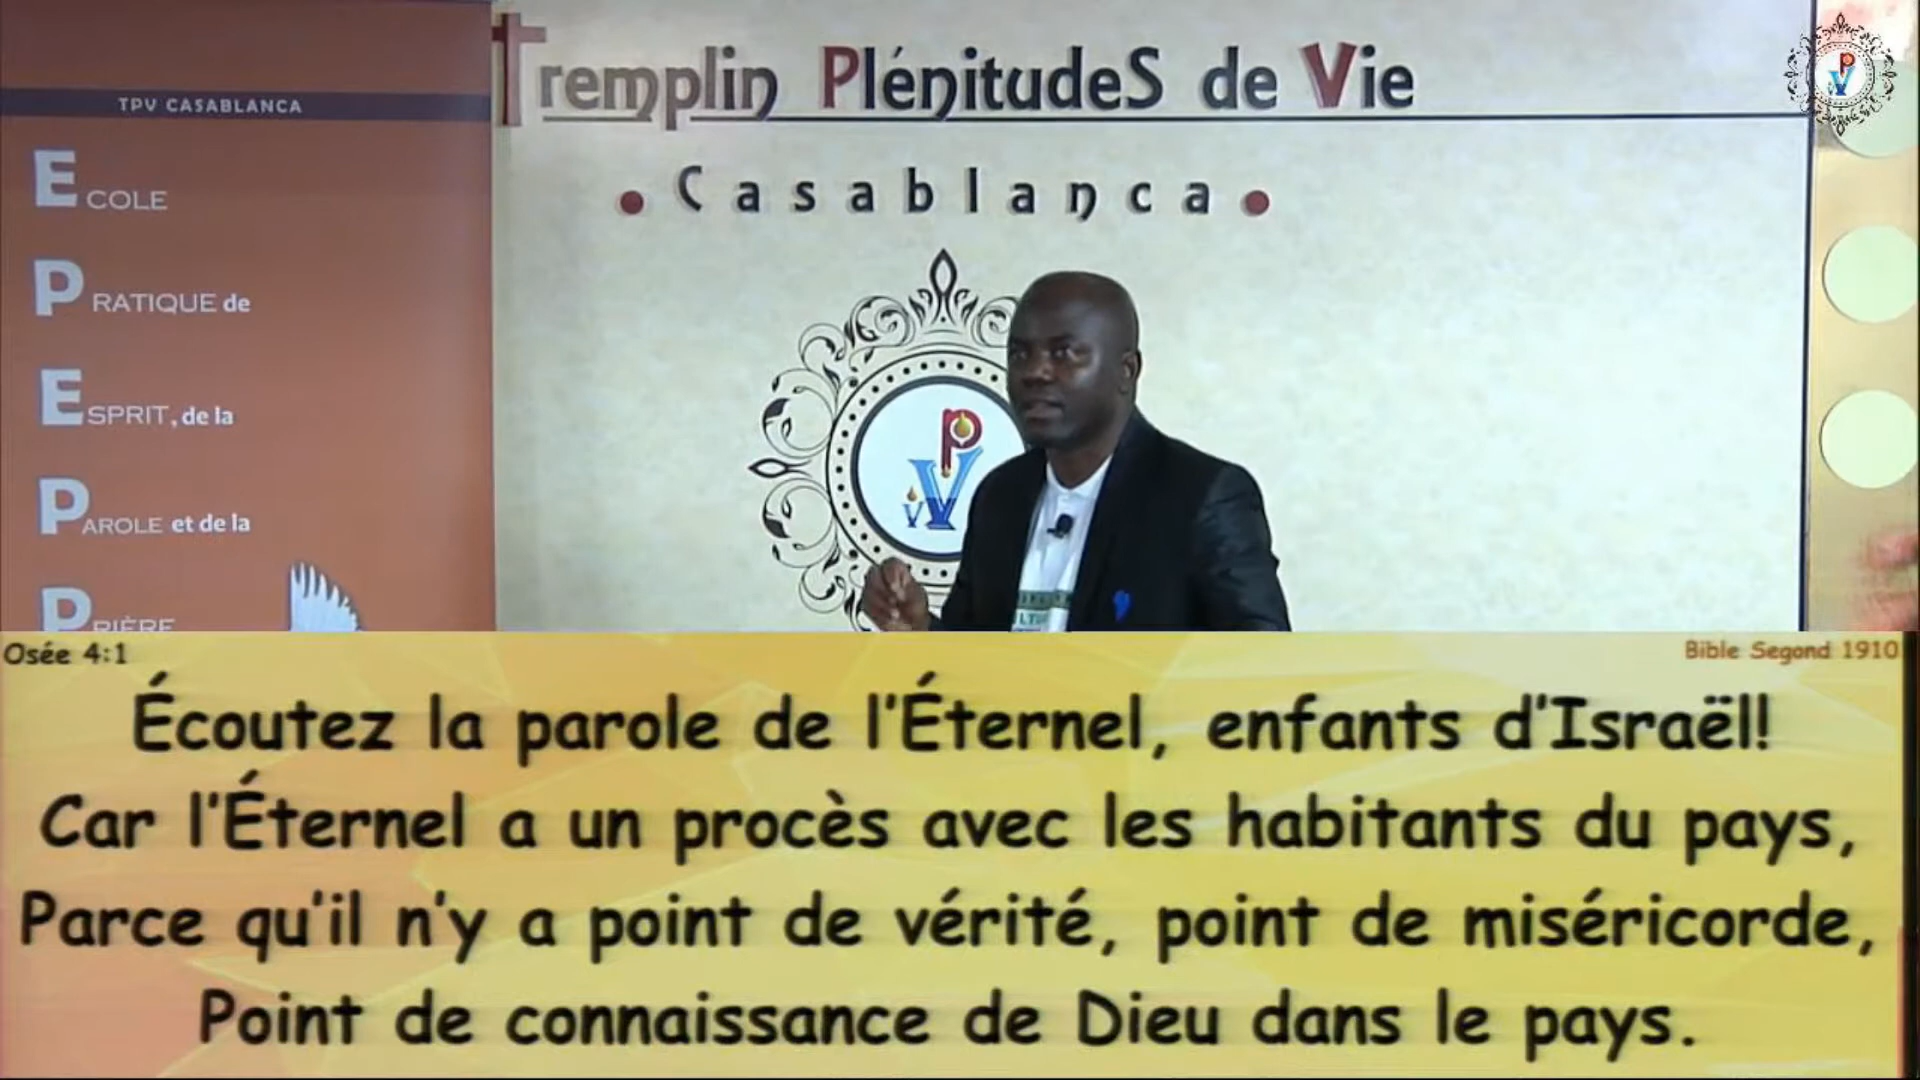 Tremplin PlénitudeS de Vie
• Casablanca •
TPV CASABLANCA
ECOLE
PRATIQUE de
ESPRIT, de la
PAROLE et de la
PRIÈRE
P
V
V
P
V
Osée 4:1
Bible Segond 1910
Écoutez la parole de l'Éternel, enfants d'Israël!
Car l'Éternel a un procès avec les habitants du pays,
Parce qu'il n'y a point de vérité, point de miséricorde,
Point de connaissance de Dieu dans le pays.